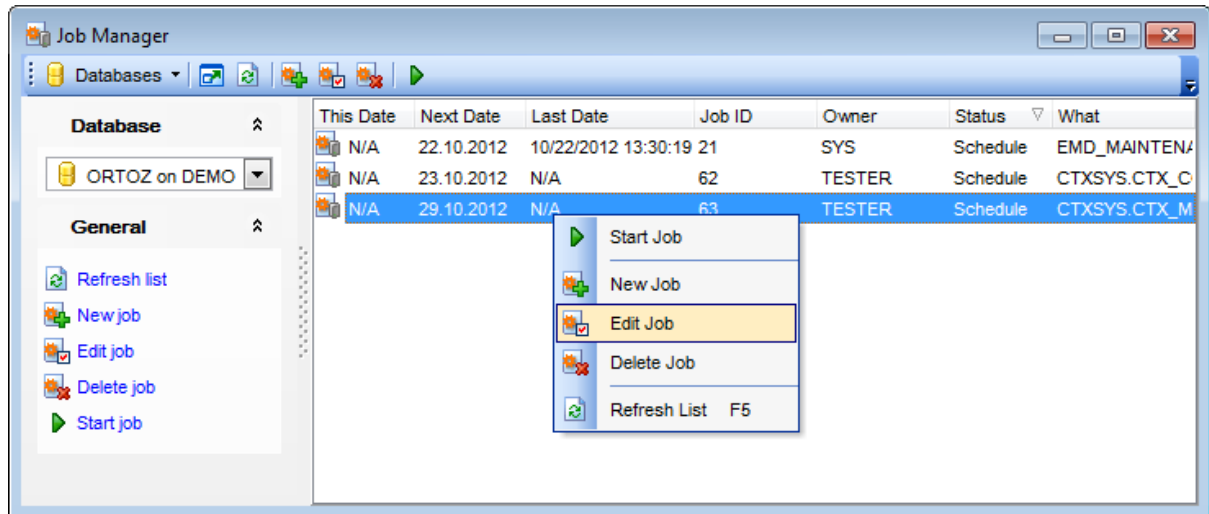 Job Manager
Databases
Database
ORTOZ on DEMO
General
Refresh list
New job
Edit job
Delete job
Start job
This Date Next Date Last Date Job ID Owner Status What
N/A 22.10.2012 10/22/2012 13:30:19 21 SYS Schedule EMD_MAINTENA
N/A 23.10.2012 N/A 62 TESTER Schedule CTXSYS.CTX_C
N/A 29.10.2012 N/A 63 TESTER Schedule CTXSYS.CTX_M
Start Job
New Job
Edit Job
Delete Job
Refresh List F5